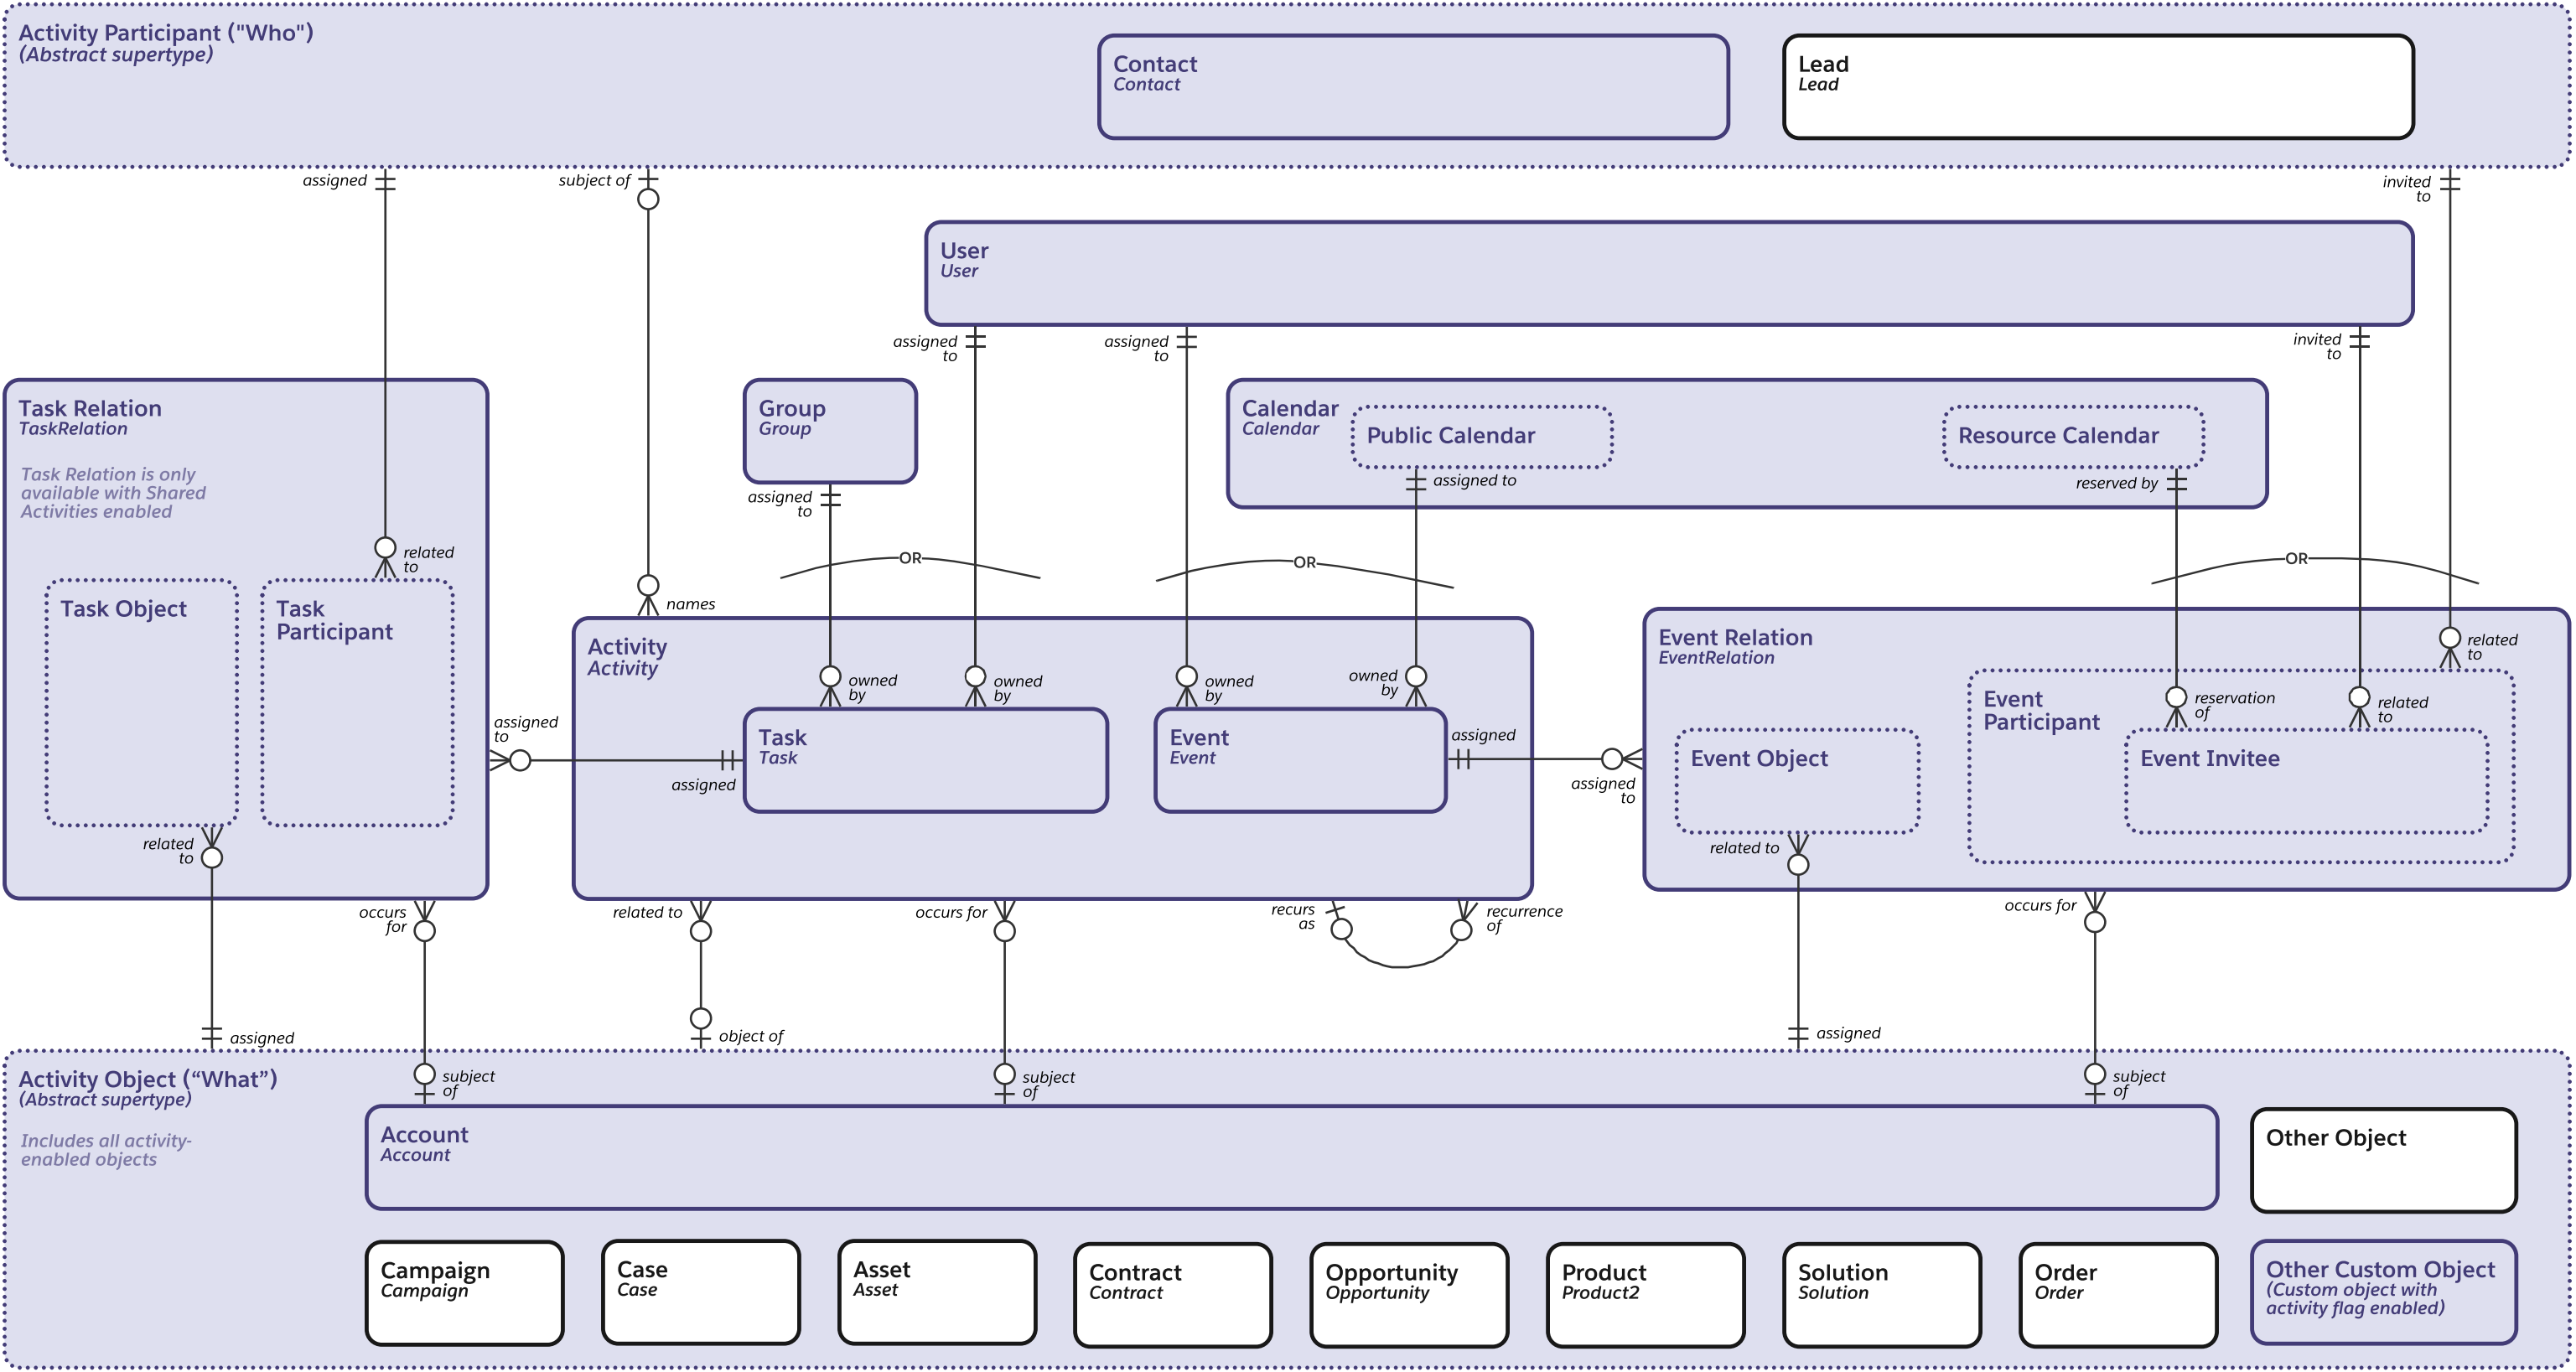 Activity Participant ("Who")
(Abstract supertype)
Contact
Contact
Lead
Lead
assigned
subject of
invited
to
User
User
assigned
to
assigned
to
invited
to
Task Relation
TaskRelation
Task Relation is only
available with Shared
Activities enabled
Group
Group
assigned
to
Calendar
Calendar
Public Calendar
Resource Calendar
assigned to
reserved by
related
to
OR
OR
OR
names
Task Object
Task
Participant
Activity
Activity
owned
by
owned
by
owned
by
owned
by
Event Relation
EventRelation
related
to
Event
Participant
reservation
of
related
to
assigned
to
assigned
Task
Task
Event
Event
assigned
assigned
to
Event Object
Event Invitee
related
to
related to
occurs
for
related to
occurs for
recurs
as
recurrence
of
occurs for
assigned
object of
assigned
Activity Object (“What”)
(Abstract supertype)
Includes all activity-
enabled objects
subject
of
subject
of
subject
of
Account
Account
Other Object
Campaign
Campaign
Case
Case
Asset
Asset
Contract
Contract
Opportunity
Opportunity
Product
Product2
Solution
Solution
Order
Order
Other Custom Object
(Custom object with
activity flag enabled)